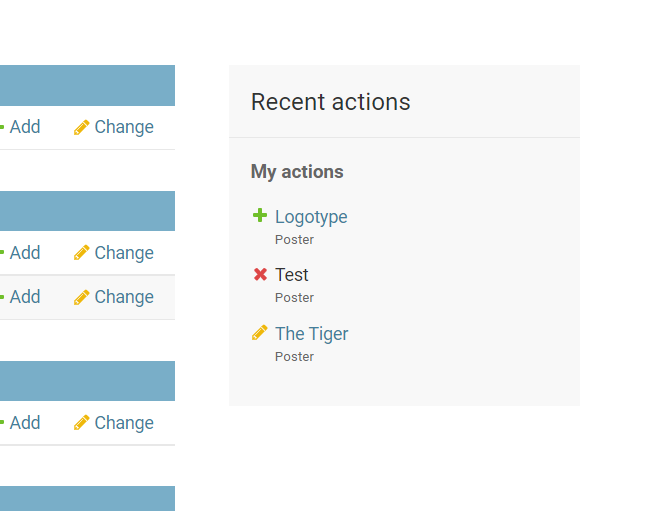 Add Change
Add Change
Add Change
Add Change
Recent actions
My actions
Logotype
Poster
Test
Poster
The Tiger
Poster